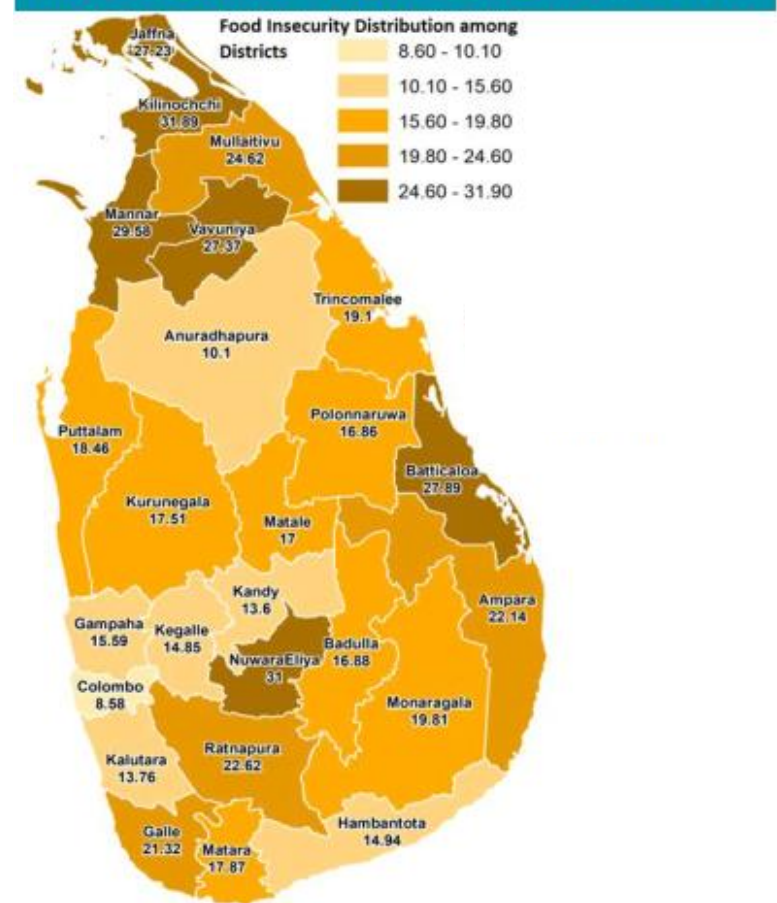 Food Insecurity Distribution among
Districts
8.60 - 10.10
10.10 - 15.60
15.60 - 19.80
19.80 - 24.60
24.60 - 31.90
Jaffna
27.23
Kilinochchi
31.89
Mullaitivu
24.62
Mannar
29.58
Vavuniya
27.37
Trincomalee
19.1
Anuradhapura
10.1
Polonnaruwa
16.86
Puttalam
18.46
Batticaloa
27.89
Kurunegala
17.51
Matale
17
Kandy
13.6
Ampara
22.14
Gampaha
15.59
Kegalle
14.85
Badulla
16.88
NuwaraEliya
31
Colombo
8.58
Monaragala
19.81
Ratnapura
22.62
Kalutara
13.76
Hambantota
14.94
Galle
21.32
Matara
17.87